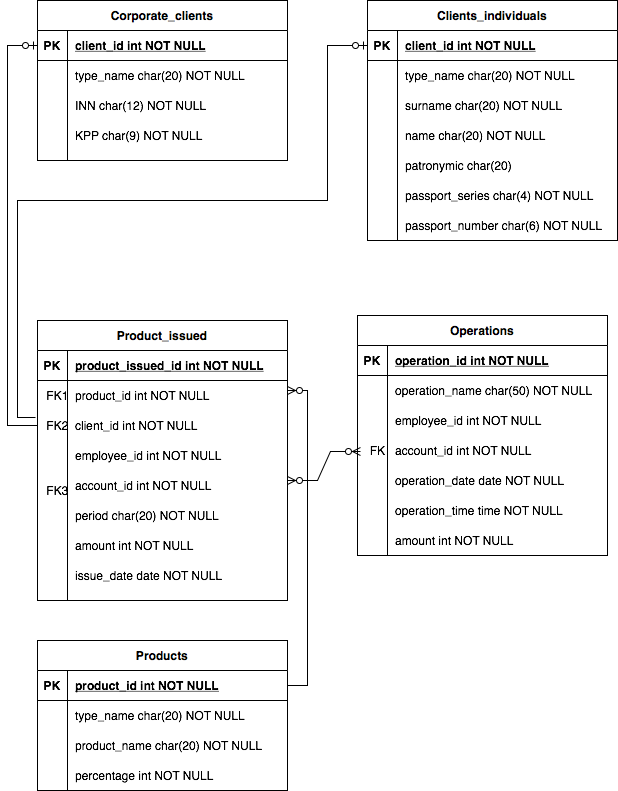 Corporate_clients
PK client_id int NOT NULL
type_name char(20) NOT NULL
INN char(12) NOT NULL
KPP char(9) NOT NULL
Clients_individuals
PK client_id int NOT NULL
type_name char(20) NOT NULL
surname char(20) NOT NULL
name char(20) NOT NULL
patronymic char(20)
passport_series char(4) NOT NULL
passport_number char(6) NOT NULL
Product_issued
PK product_issued_id int NOT NULL
FK1 product_id int NOT NULL
FK2 client_id int NOT NULL
employee_id int NOT NULL
FK3 account_id int NOT NULL
period char(20) NOT NULL
amount int NOT NULL
issue_date date NOT NULL
Operations
PK operation_id int NOT NULL
operation_name char(50) NOT NULL
employee_id int NOT NULL
FK account_id int NOT NULL
operation_date date NOT NULL
operation_time time NOT NULL
amount int NOT NULL
Products
PK product_id int NOT NULL
type_name char(20) NOT NULL
product_name char(20) NOT NULL
percentage int NOT NULL